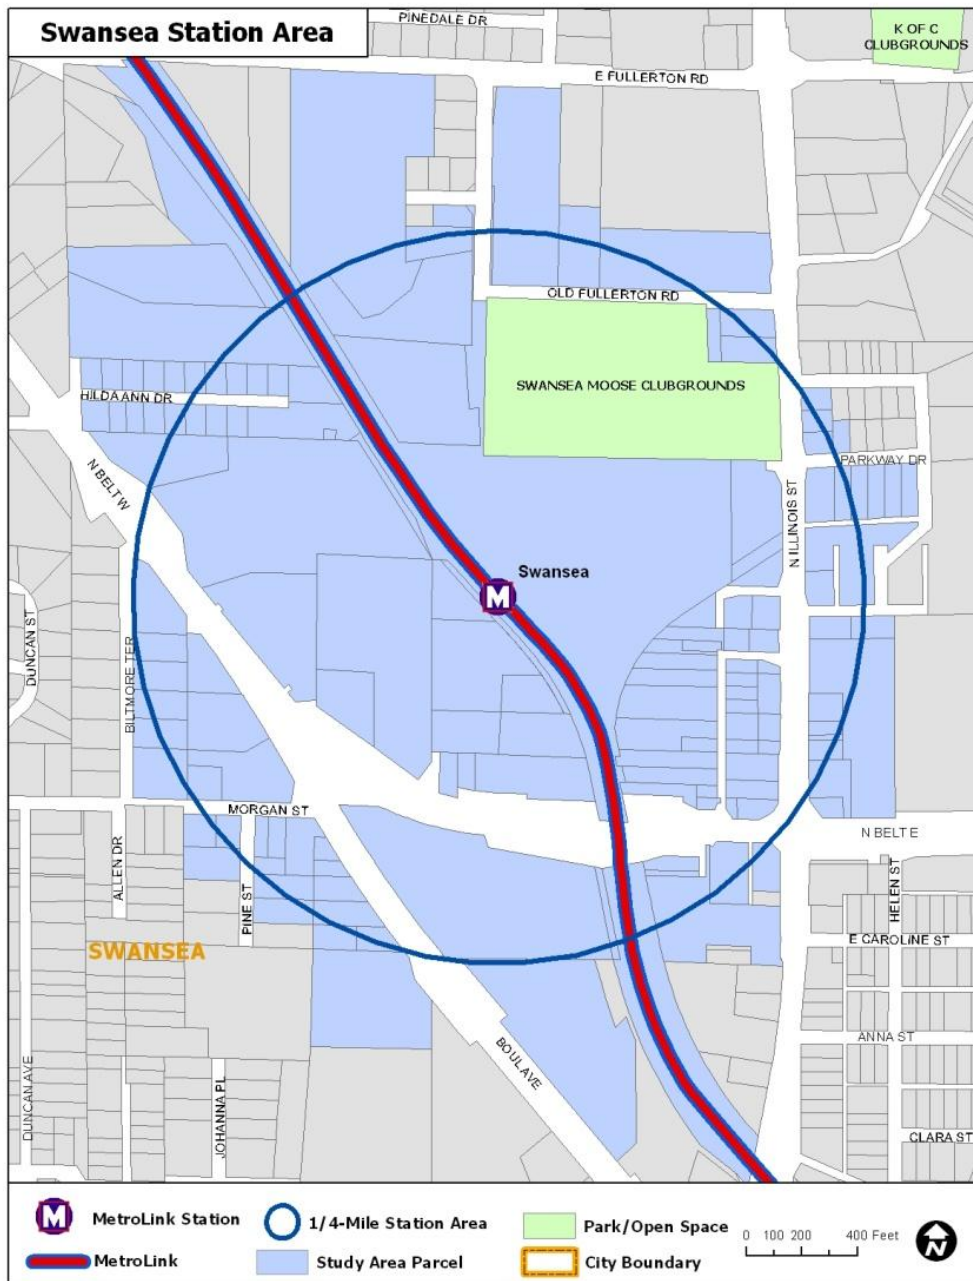 Swansea Station Area
PINEDALE DR
K OF C
CLUBGROUNDS
E FULLERTON RD
OLD FULLERTON RD
SWANSEA MOOSE CLUBGROUNDS
HILDA ANN DR
PARKWAY DR
N BELT W
N ILLINOIS ST
M
Swansea
DUNCAN ST
BILTMORE TER
MORGAN ST
N BELT E
ALLEN DR
PINE ST
HELEN ST
E CAROLINE ST
SWANSEA
ANNA ST
BOUL AVE
DUNCAN AVE
JOHANNA PL
CLARA ST
M
MetroLink Station
1/4-Mile Station Area
Park/Open Space
0 100 200 400 Feet
N
MetroLink
Study Area Parcel
City Boundary